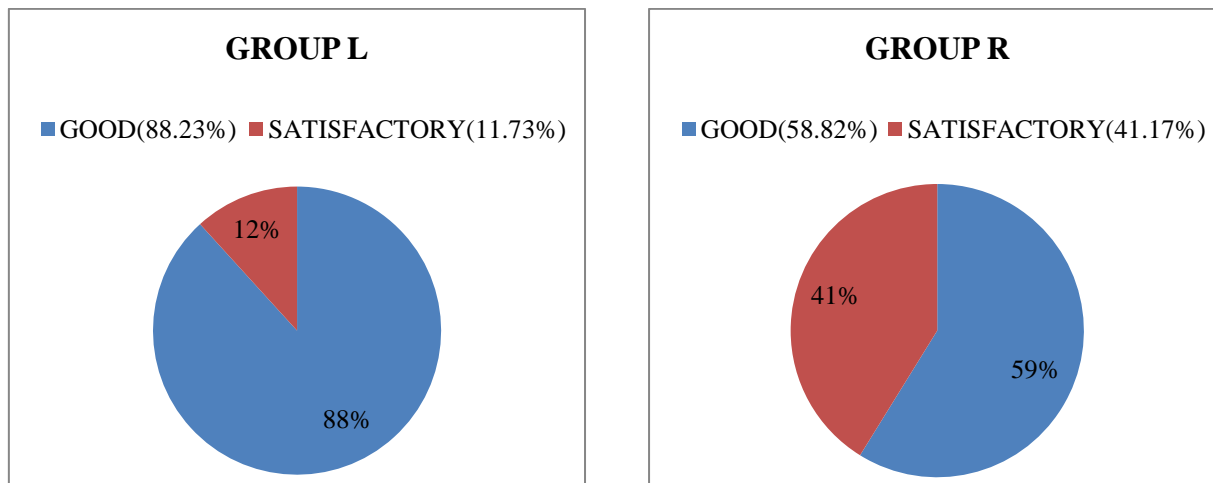 GROUP L
GOOD(88.23%) SATISFACTORY(11.73%)
12%
88%
GROUP R
GOOD(58.82%) SATISFACTORY(41.17%)
41%
59%